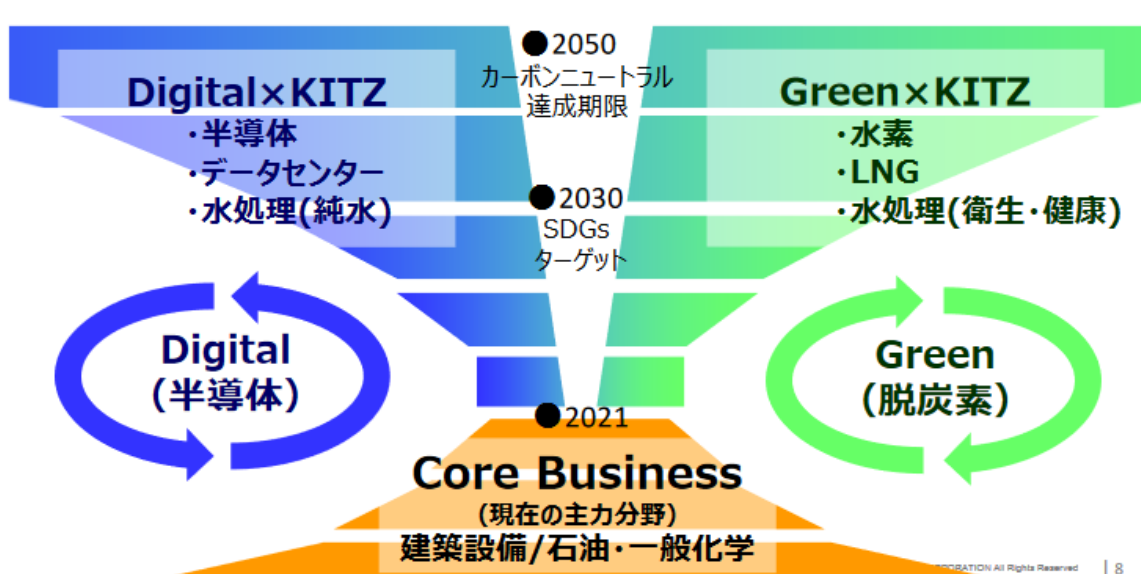 Digital×KITZ
・半導体
・データセンター
・水処理(純水)
●2050
カーボンニュートラル
達成期限
●2030
SDGs
ターゲット
Green×KITZ
・水素
・LNG
・水処理(衛生・健康)
Digital
(半導体)
Green
(脱炭素)
●2021
Core Business
(現在の主力分野)
建築設備/石油・一般化学
All Rights Reserved
8